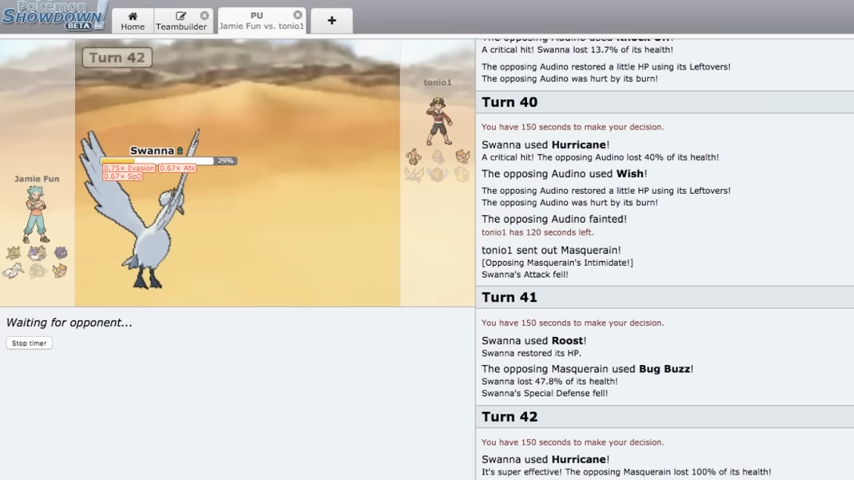 Pokémon
SHOWDOWN
BETA
Home
Teambuilder
PU
Jamie Fun vs. tonio1
+
Turn 42
tonio1
Swanna
29%
0.75× Evasion 0.67× Atk
0.67× SpD
Jamie Fun
Waiting for opponent...
Stop timer
A critical hit! Swanna lost 13.7% of its health!
The opposing Audino restored a little HP using its Leftovers!
The opposing Audino was hurt by its burn!
Turn 40
You have 150 seconds to make your decision.
Swanna used Hurricane!
A critical hit! The opposing Audino lost 40% of its health!
The opposing Audino used Wish!
The opposing Audino restored a little HP using its Leftovers!
The opposing Audino was hurt by its burn!
The opposing Audino fainted!
tonio1 has 120 seconds left.
tonio1 sent out Masquerain!
[Opposing Masquerain's Intimidate!]
Swanna's Attack fell!
Turn 41
You have 150 seconds to make your decision.
Swanna used Roost!
Swanna restored its HP.
The opposing Masquerain used Bug Buzz!
Swanna lost 47.8% of its health!
Swanna's Special Defense fell!
Turn 42
You have 150 seconds to make your decision.
Swanna used Hurricane!
It's super effective! The opposing Masquerain lost 100% of its health!